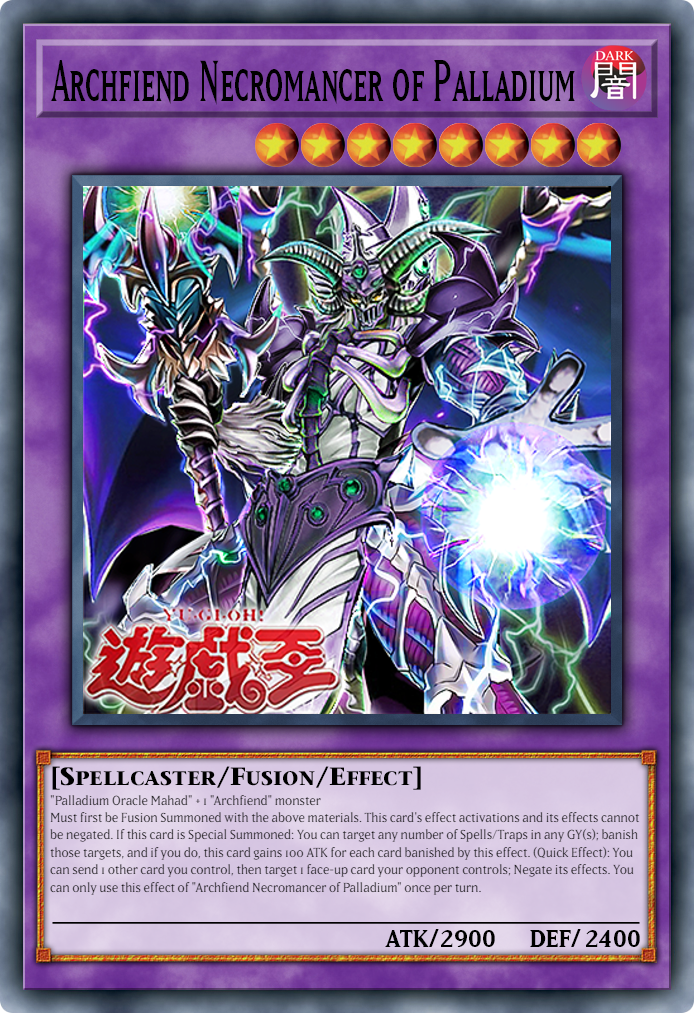 Archfiend Necromancer of Palladium
DARK
闇
YU-GI-OH!
遊戯王
[Spellcaster/Fusion/Effect]
"Palladium Oracle Mahad" + 1 "Archfiend" monster
Must first be Fusion Summoned with the above materials. This card's effect activations and its effects cannot
be negated. If this card is Special Summoned: You can target any number of Spells/Traps in any GY(s); banish
those targets, and if you do, this card gains 100 ATK for each card banished by this effect. (Quick Effect): You
can send 1 other card you control, then target 1 face-up card your opponent controls; Negate its effects. You
can only use this effect of "Archfiend Necromancer of Palladium" once per turn.
ATK/2900 DEF/2400